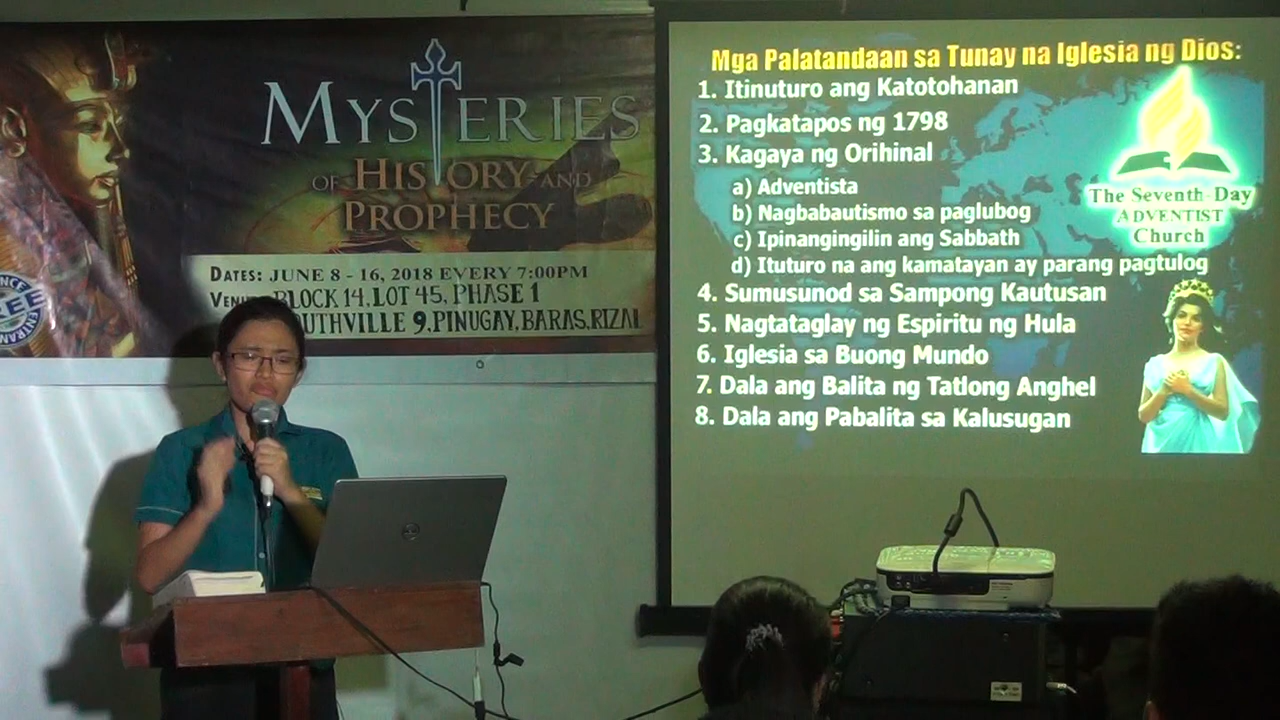 MYSTERIES
OF HISTORY AND
PROPHECY
DATES: JUNE 8 - 16, 2018 EVERY 7:00PM
BLOCK 14, LOT 45, PHASE 1
UTHVILLE 9, PINUGAY, BARAS, RIZAL
FREE
ENTRAN
Mga Palatandaan sa Tunay na Iglesia ng Dios:
1. Itinuturo ang Katotohanan
2. Pagkatapos ng 1798
3. Kagaya ng Orihinal
a) Adventista
b) Nagbabautismo sa paglubog
c) Ipinangingilin ang Sabbath
d) Ituturo na ang kamatayan ay parang pagtulog
4. Sumusunod sa Sampong Kautusan
5. Nagtataglay ng Espiritu ng Hula
6. Iglesia sa Buong Mundo
7. Dala ang Balita ng Tatlong Anghel
8. Dala ang Pabalita sa Kalusugan
The Seventh-Day
ADVENTIST
Church
DELL